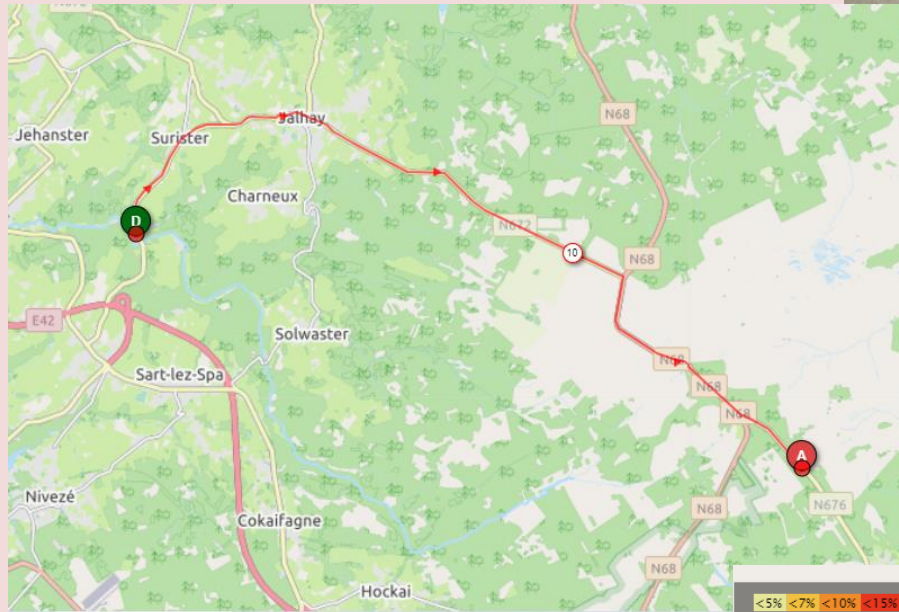 Jehanster
Surister
Jalhay
N68
Charneux
D
N672
10
N68
E42
Solwaster
Sart-lez-Spa
N68
N68
N68
A
Nivezé
N68
N676
Cokaifagne
N68
Hockai
<5% <7% <10% <15%